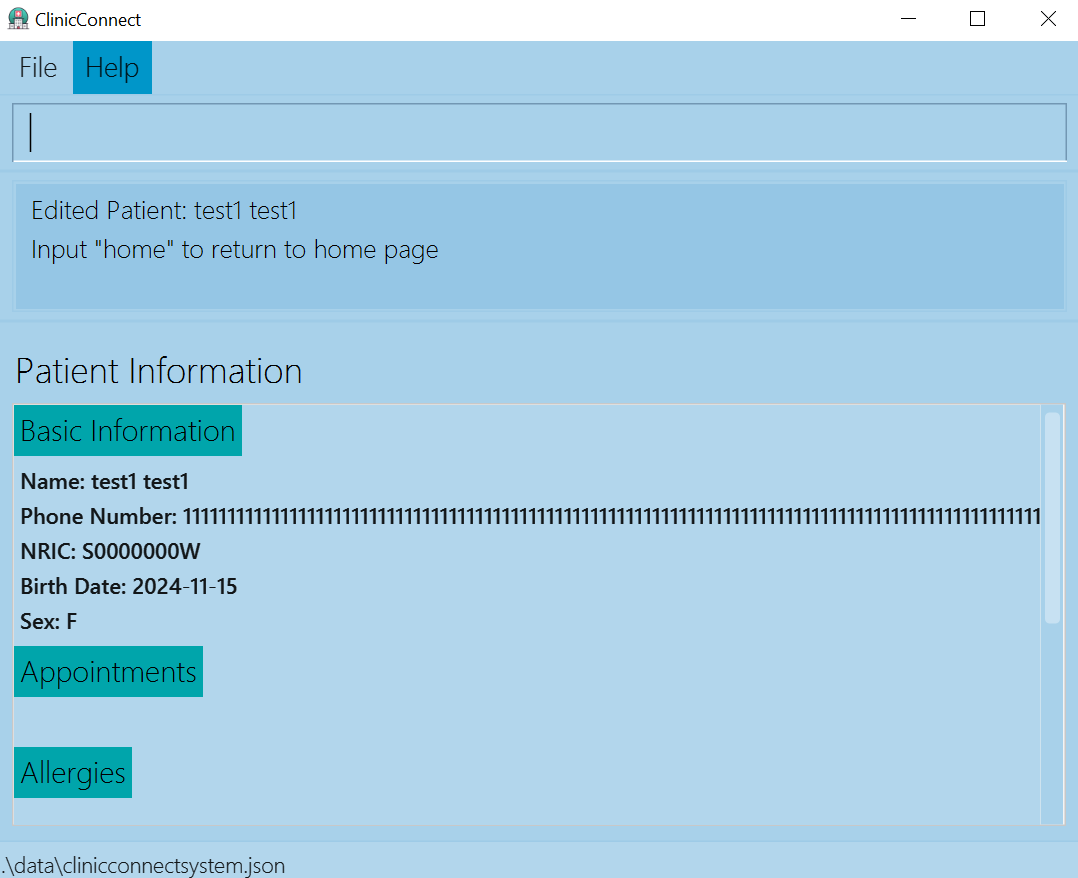 ClinicConnect
File Help
Edited Patient: test1 test1
Input "home" to return to home page
Patient Information
Basic Information
Name: test1 test1
Phone Number:
NRIC: S0000000W
Birth Date: 2024-11-15
Sex: F
Appointments
Allergies
.\data\clinicconnectsystem.json